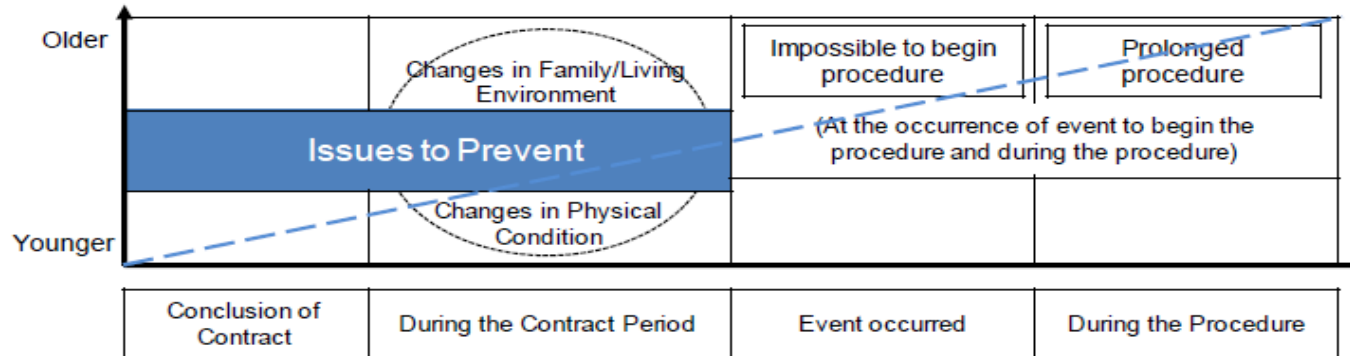 Older
Changes in Family/Living
Environment
Impossible to begin
procedure
Prolonged
procedure
Issues to Prevent
(At the occurrence of event to begin the
procedure and during the procedure)
Changes in Physical
Condition
Younger
Conclusion of
Contract
During the Contract Period
Event occurred
During the Procedure